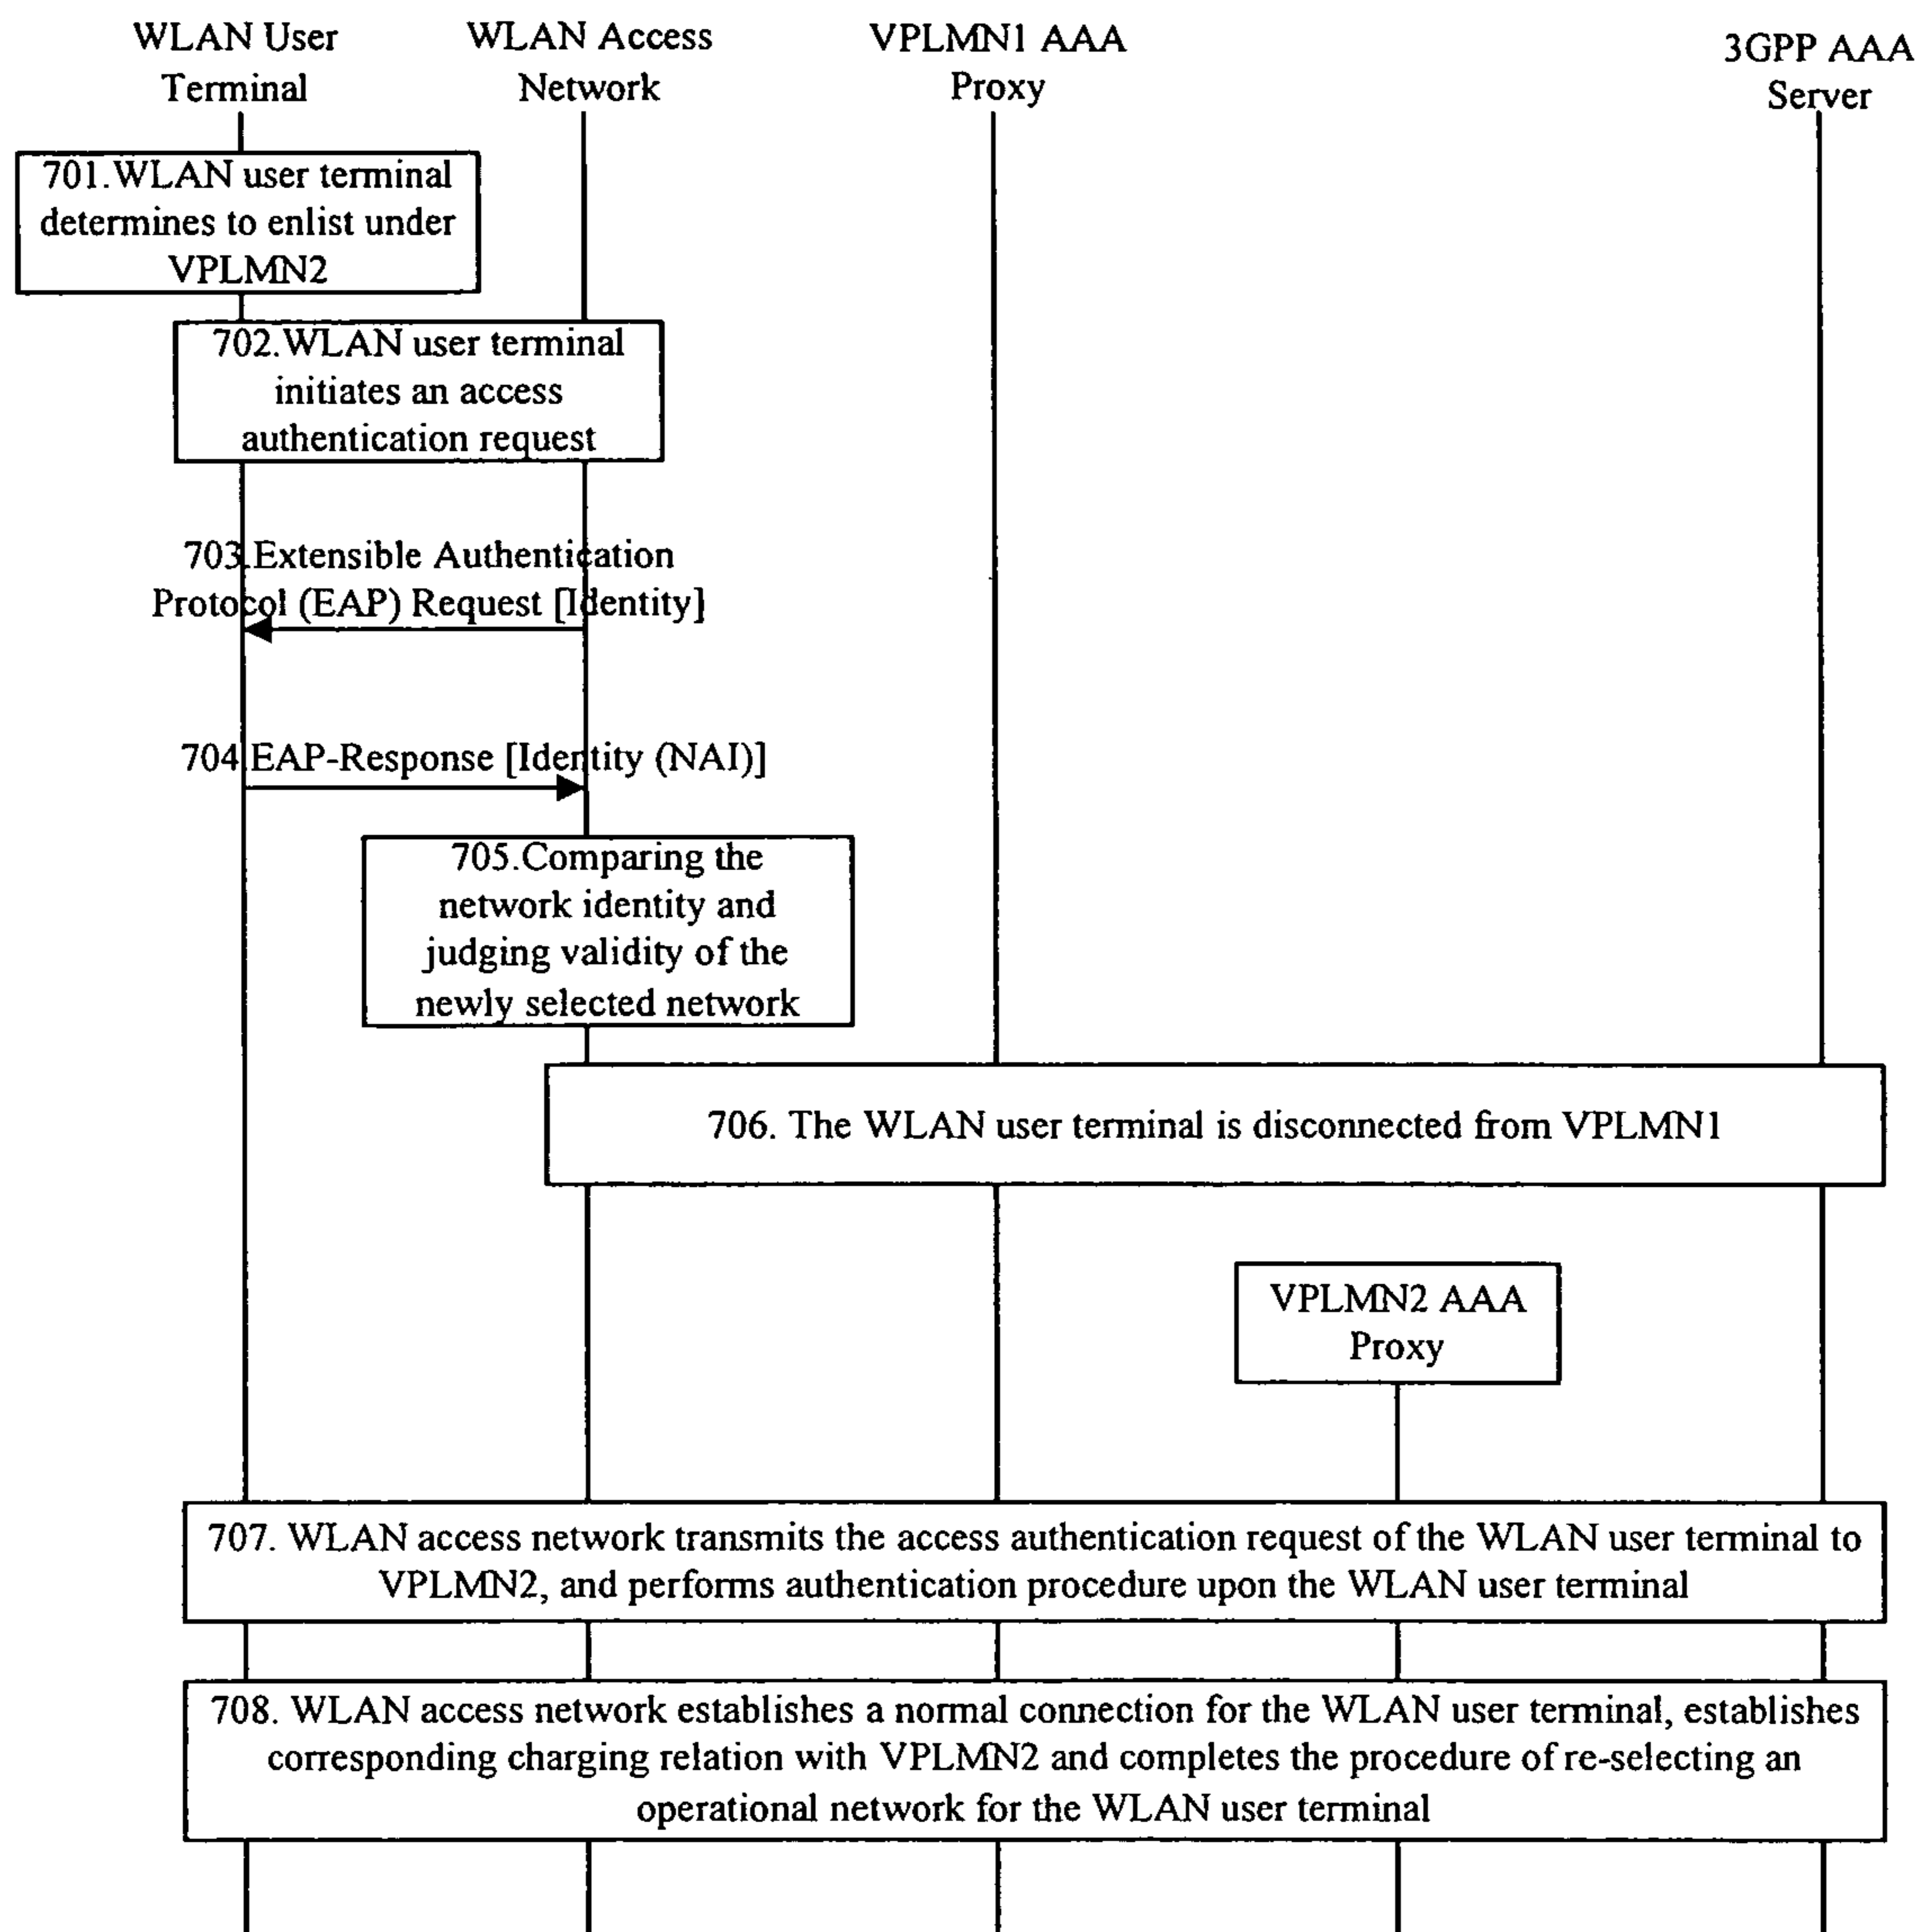 WLAN User
Terminal
WLAN Access
Network
VPLMN1 AAA
Proxy
3GPP AAA
Server
701.WLAN user terminal
determines to enlist under
VPLMN2
702.WLAN user terminal
initiates an access
authentication request
703.Extensible Authentication
Protocol (EAP) Request [Identity]
704.EAP-Response [Identity (NAI)]
705.Comparing the
network identity and
judging validity of the
newly selected network
706. The WLAN user terminal is disconnected from VPLMN1
VPLMN2 AAA
Proxy
707. WLAN access network transmits the access authentication request of the WLAN user terminal to
VPLMN2, and performs authentication procedure upon the WLAN user terminal
708. WLAN access network establishes a normal connection for the WLAN user terminal, establishes
corresponding charging relation with VPLMN2 and completes the procedure of re-selecting an
operational network for the WLAN user terminal